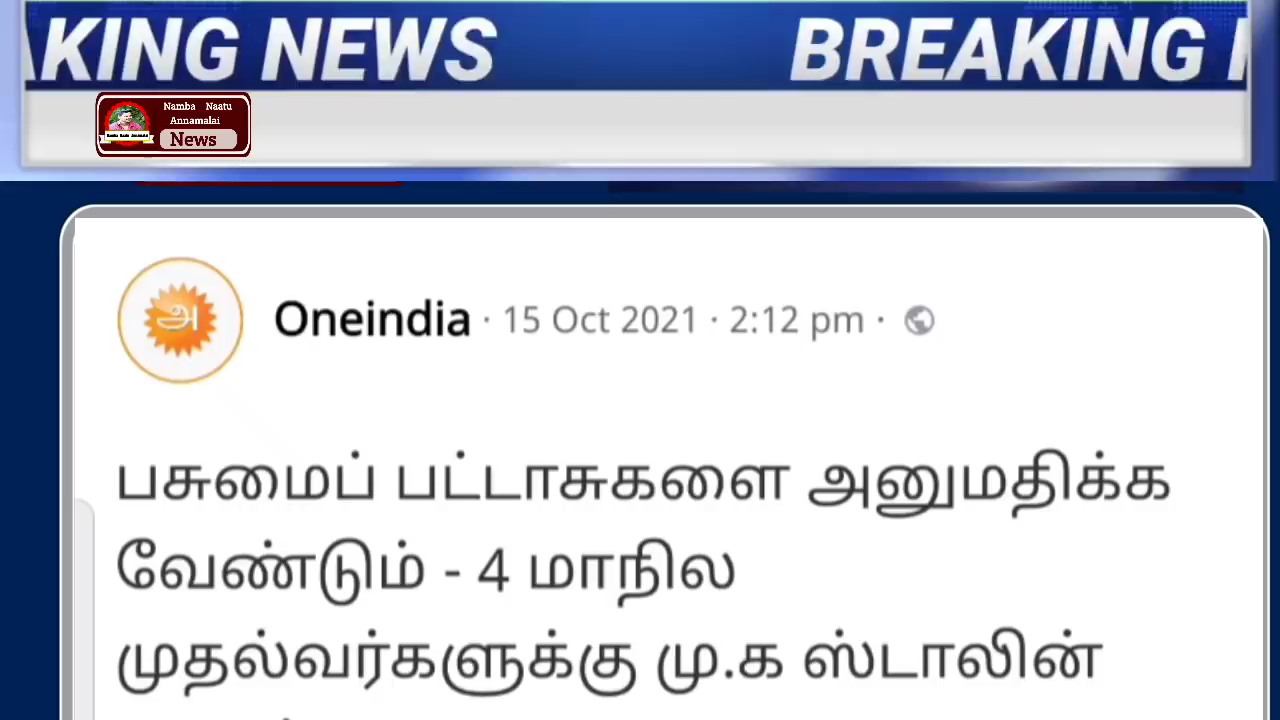 KING NEWS BREAKING
Namba Naatu
Annamalai
News
அ
Oneindia · 15 Oct 2021 · 2:12 pm ·
பசுமைப் பட்டாசுகளை அனுமதிக்க
வேண்டும் - 4 மாநில
முதல்வர்களுக்கு மு.க ஸ்டாலின்